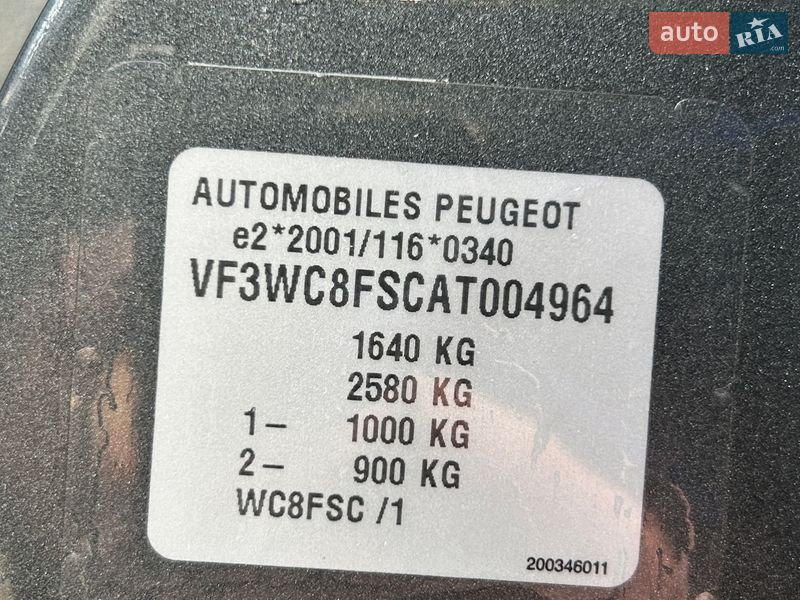 auto RIA .com
AUTOMOBILES PEUGEOT
e2*2001/116*0340
VF3WC8FSCAT004964
1640 KG
2580 KG
1– 1000 KG
2– 900 KG
WC8FSC /1
200346011